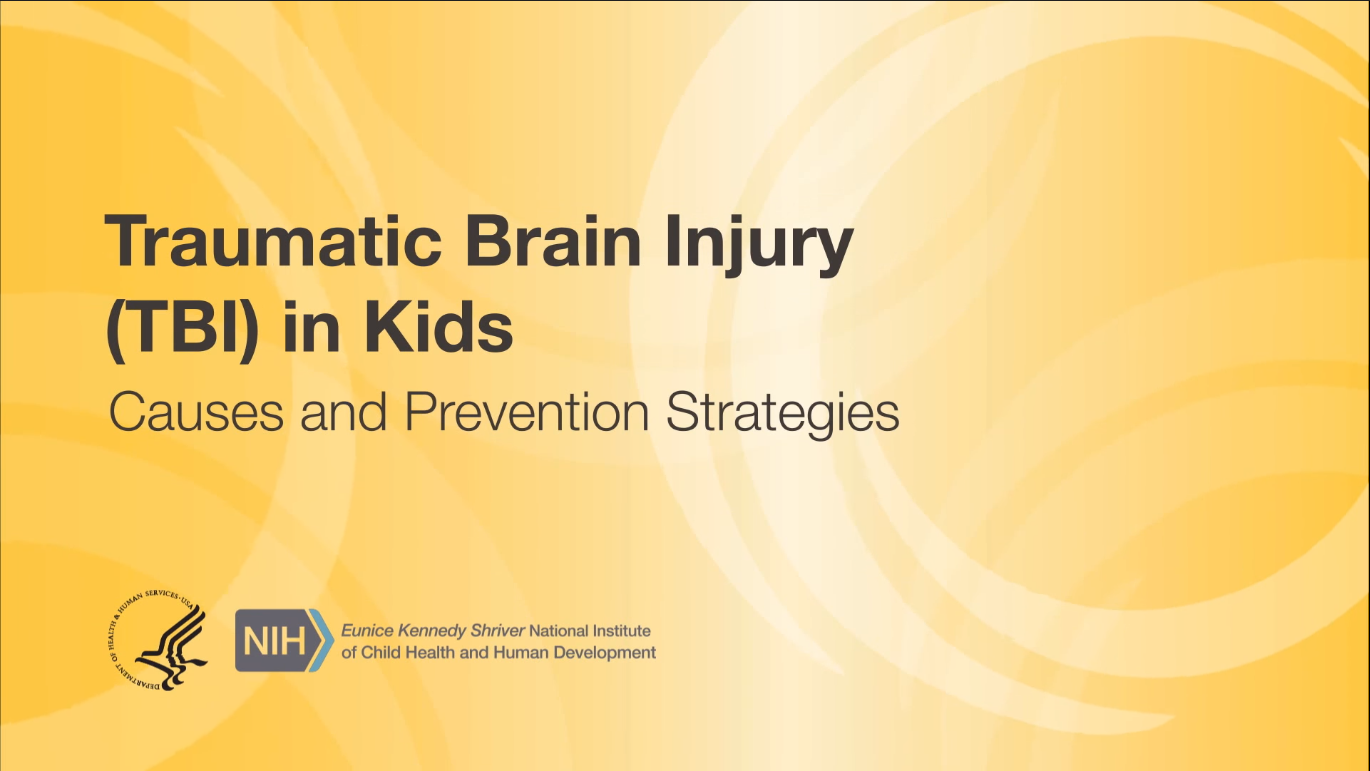 Traumatic Brain Injury
(TBI) in Kids
Causes and Prevention Strategies
DEPARTMENT OF HEALTH & HUMAN SERVICES·USA
NIH
Eunice Kennedy Shriver National Institute
of Child Health and Human Development